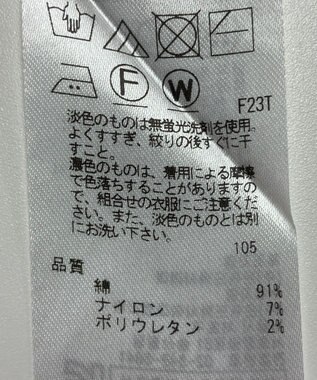 F
W
F23T
淡色のものは無蛍光洗剤を使用
よくすすぎ、絞りの後すぐに干
すこと。
濃色のものは、着用による摩擦
で色落ちすることがありますの
で、組合せの衣服にご注意くだ
さい。また、淡色のものとは別
にお洗い下さい。
105
品質
綿 91%
ナイロン 7%
ポリウレタン 2%